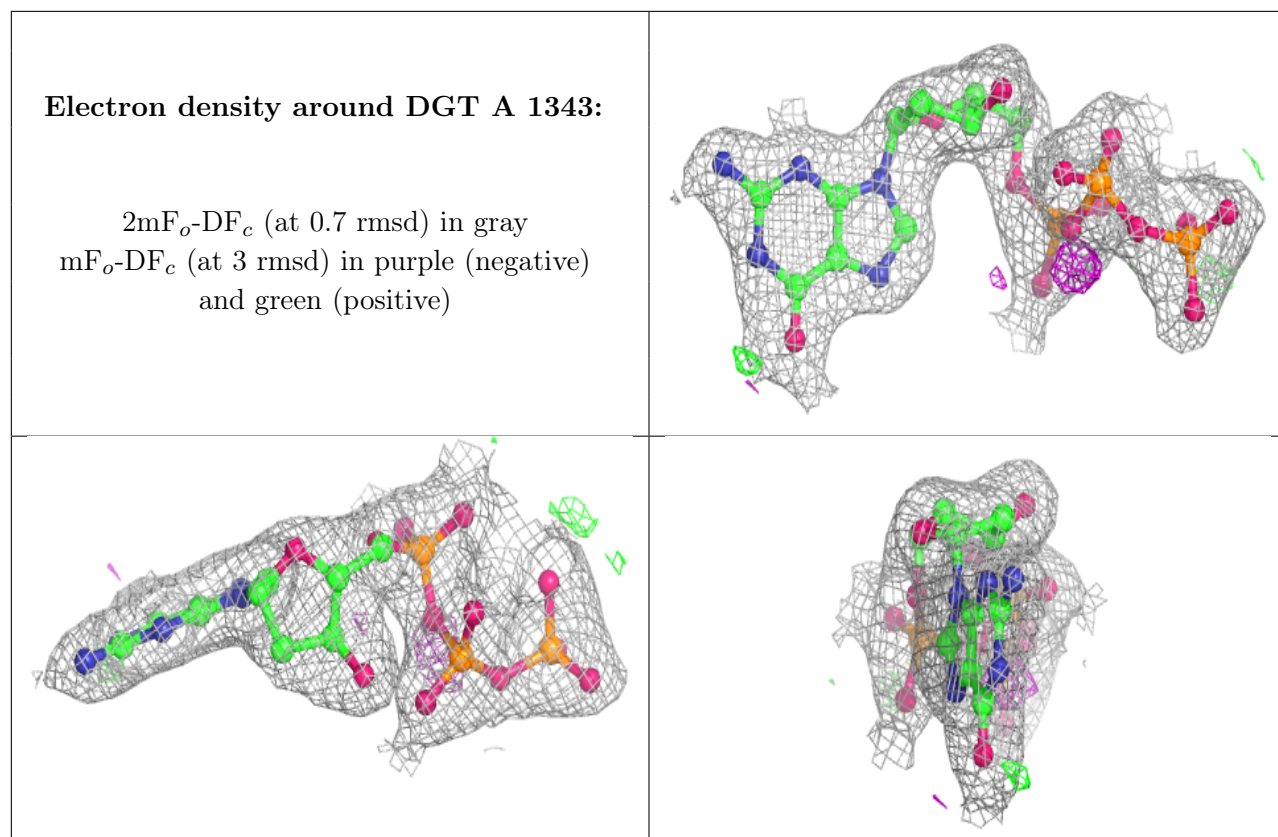 Electron density around DGT A 1343:
2mFo-DFc (at 0.7 rmsd) in gray
mFo-DFc (at 3 rmsd) in purple (negative)
and green (positive)